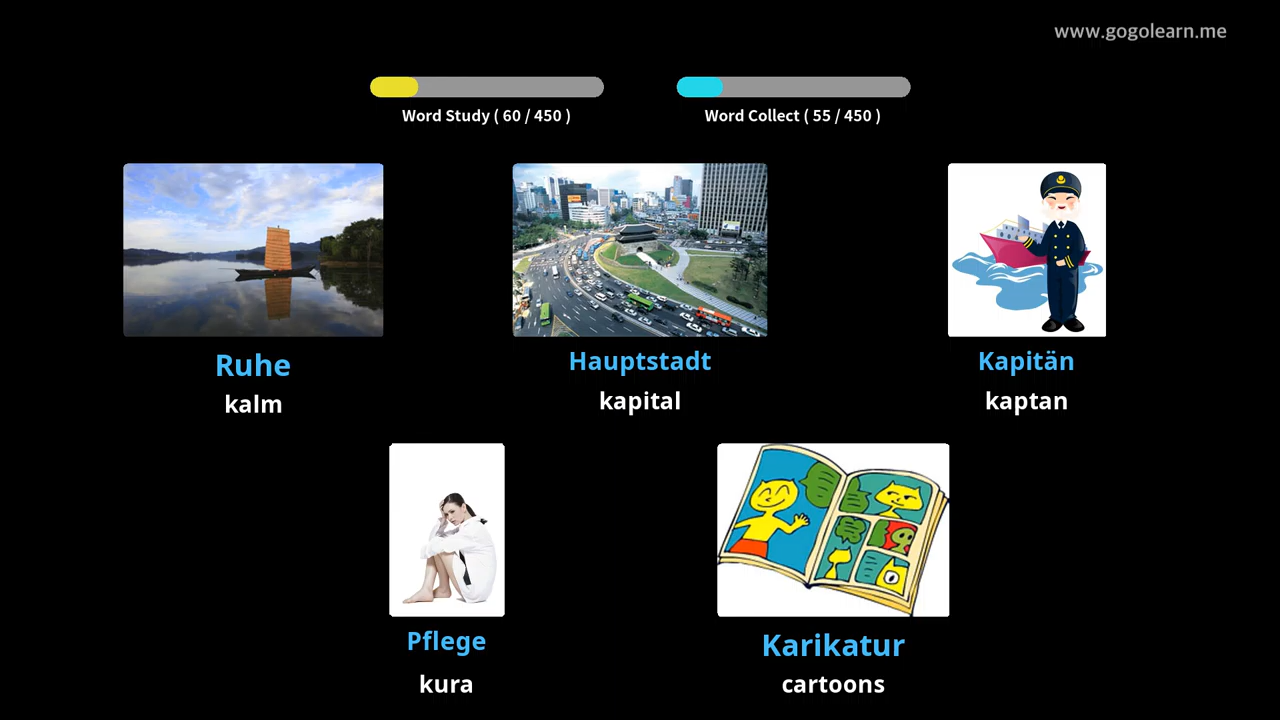 www.gogolearn.me
Word Study ( 60 / 450 )
Word Collect ( 55 / 450 )
Ruhe
kalm
Hauptstadt
kapital
Kapitän
kaptan
Pflege
kura
Karikatur
cartoons